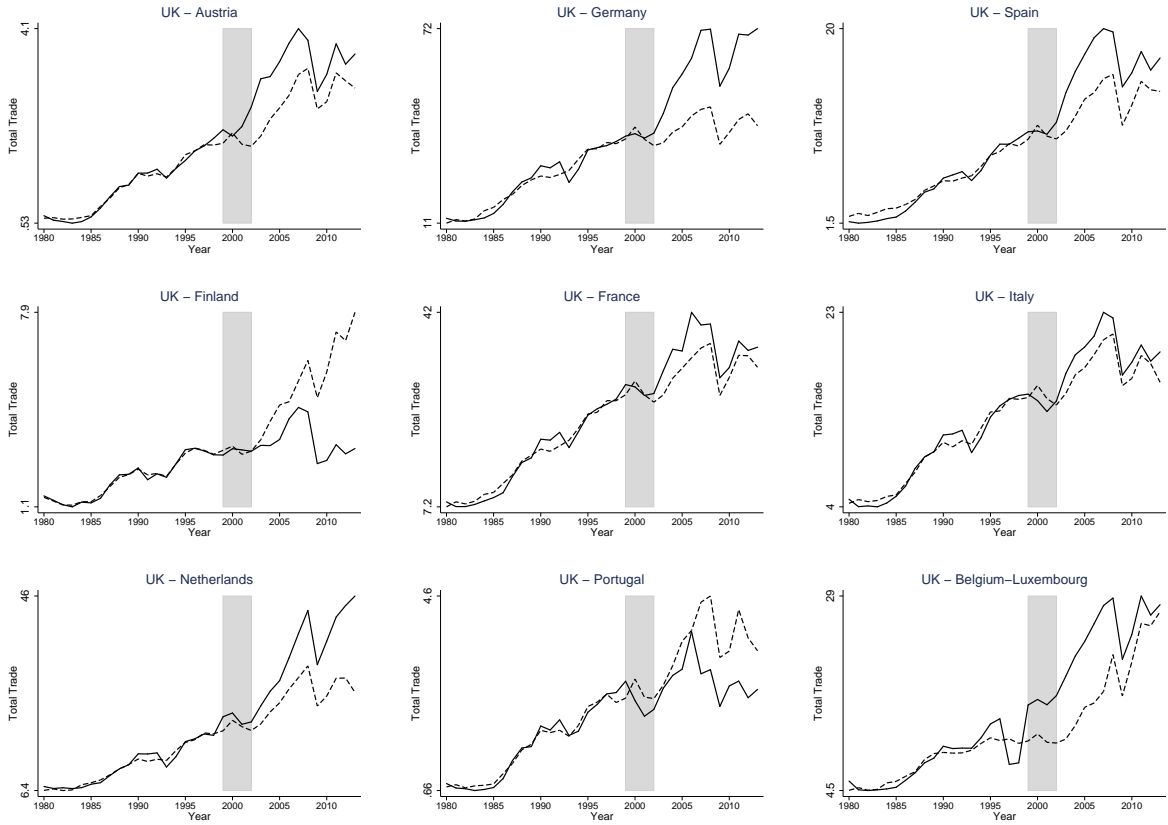 UK − Austria
4.1
Total Trade
.53
1980 1985 1990 1995 2000 2005 2010
Year
UK − Germany
72
Total Trade
11
1980 1985 1990 1995 2000 2005 2010
Year
UK − Spain
20
Total Trade
1.5
1980 1985 1990 1995 2000 2005 2010
Year
UK − Finland
7.9
Total Trade
1.1
1980 1985 1990 1995 2000 2005 2010
Year
UK − France
42
Total Trade
7.2
1980 1985 1990 1995 2000 2005 2010
Year
UK − Italy
23
Total Trade
4
1980 1985 1990 1995 2000 2005 2010
Year
UK − Netherlands
46
Total Trade
6.4
1980 1985 1990 1995 2000 2005 2010
Year
UK − Portugal
4.6
Total Trade
.66
1980 1985 1990 1995 2000 2005 2010
Year
UK − Belgium−Luxembourg
29
Total Trade
4.5
1980 1985 1990 1995 2000 2005 2010
Year